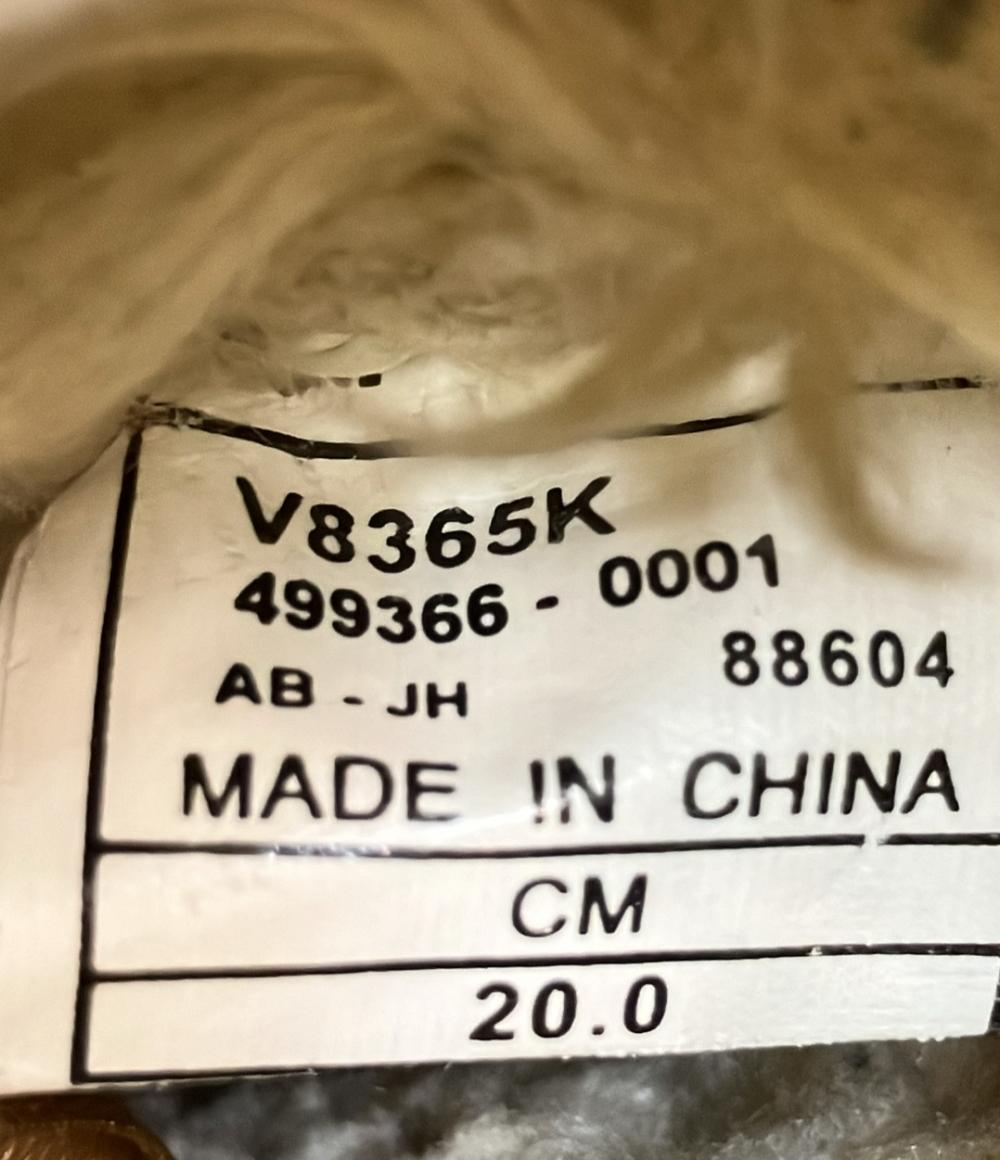 V8365K
499366 - 0001
88604
AB - JH
MADE IN CHINA
CM
20.0